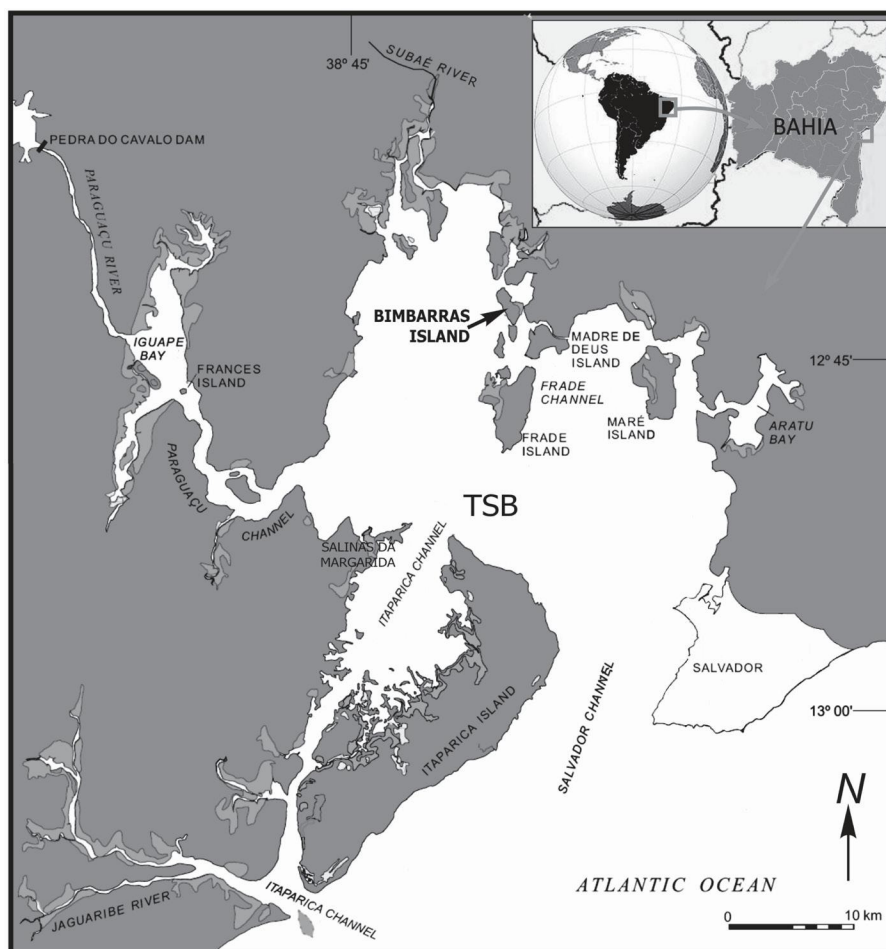 38° 45'
SUBAÉ RIVER
BAHIA
PEDRA DO CAVALO DAM
PARAGUAÇU RIVER
BIMBARRAS
ISLAND
IGUAPE
BAY
FRANCES
ISLAND
MADRE DE
DEUS
ISLAND
12° 45'
FRADE
CHANNEL
FRADE
ISLAND
MARÉ
ISLAND
ARATU
BAY
PARAGUAÇU
CHANNEL
TSB
SALINAS DA
MARGARIDA
ITAPARICA CHANNEL
SALVADOR
ITAPARICA ISLAND
SALVADOR CHANNEL
13° 00'
N
ITAPARICA CHANNEL
JAGUARIBE RIVER
ATLANTIC OCEAN
0 10 km